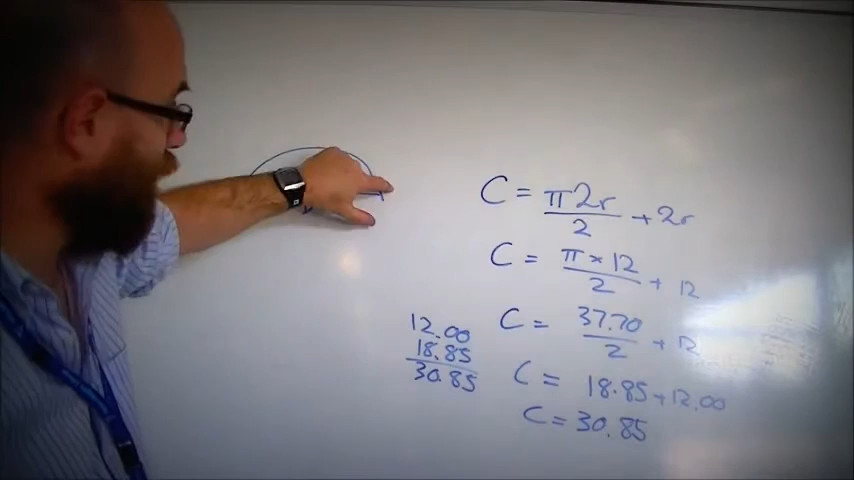 C = π2r/2 + 2r
C = π×12/2 + 12
C = 37.70/2 + 12
12.00
18.85
30.85
C = 18.85+12.00
C = 30.85